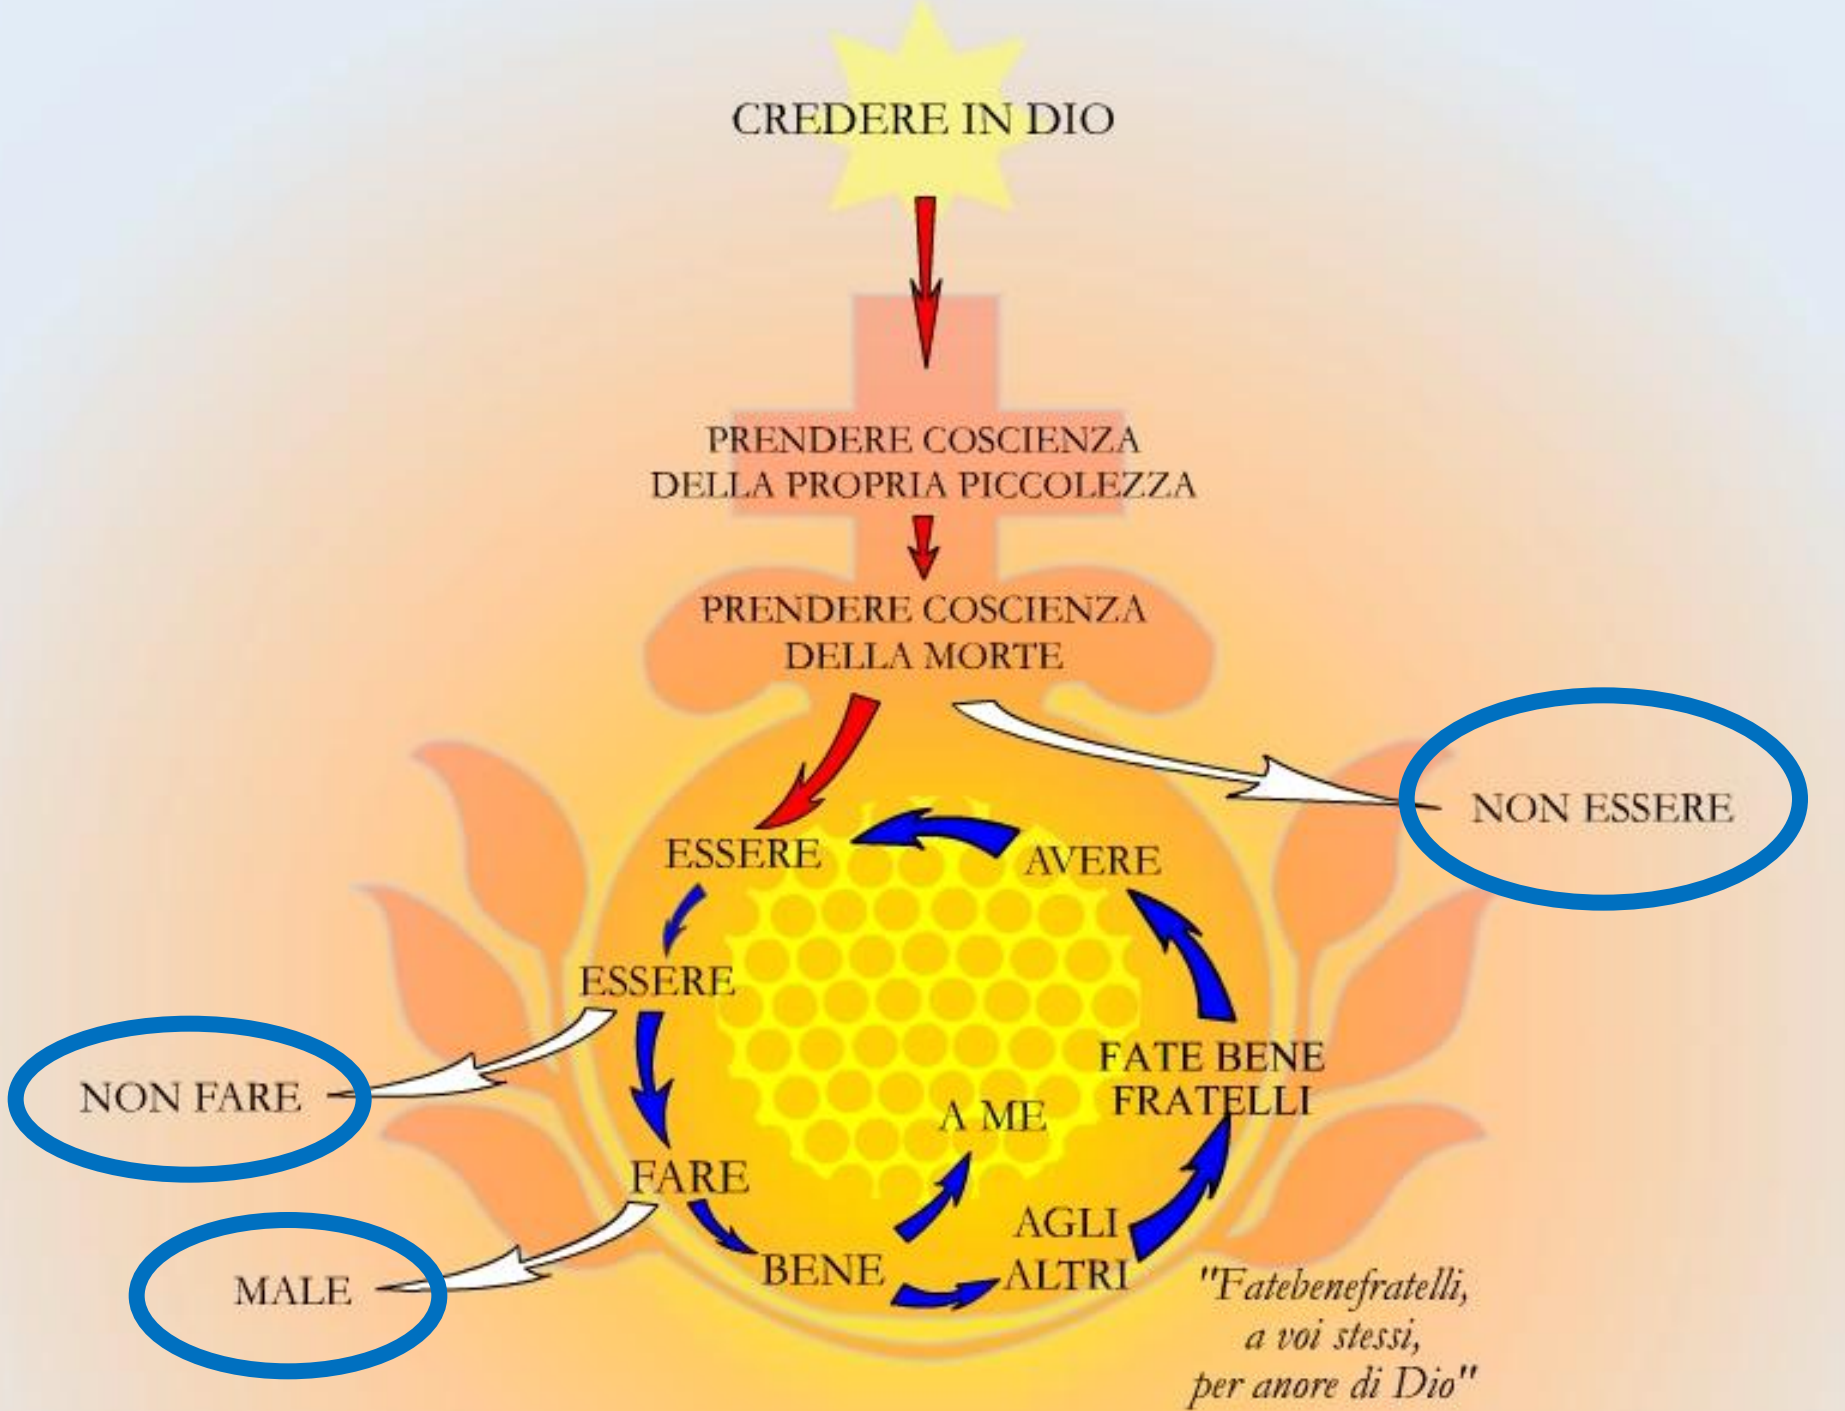 CREDERE IN DIO
PRENDERE COSCIENZA
DELLA PROPRIA PICCOLEZZA
PRENDERE COSCIENZA
DELLA MORTE
NON ESSERE
ESSERE
AVERE
ESSERE
FATE BENE
FRATELLI
NON FARE
A ME
FARE
AGLI
ALTRI
BENE
MALE
"Fatebenefratelli,
a voi stessi,
per anore di Dio"